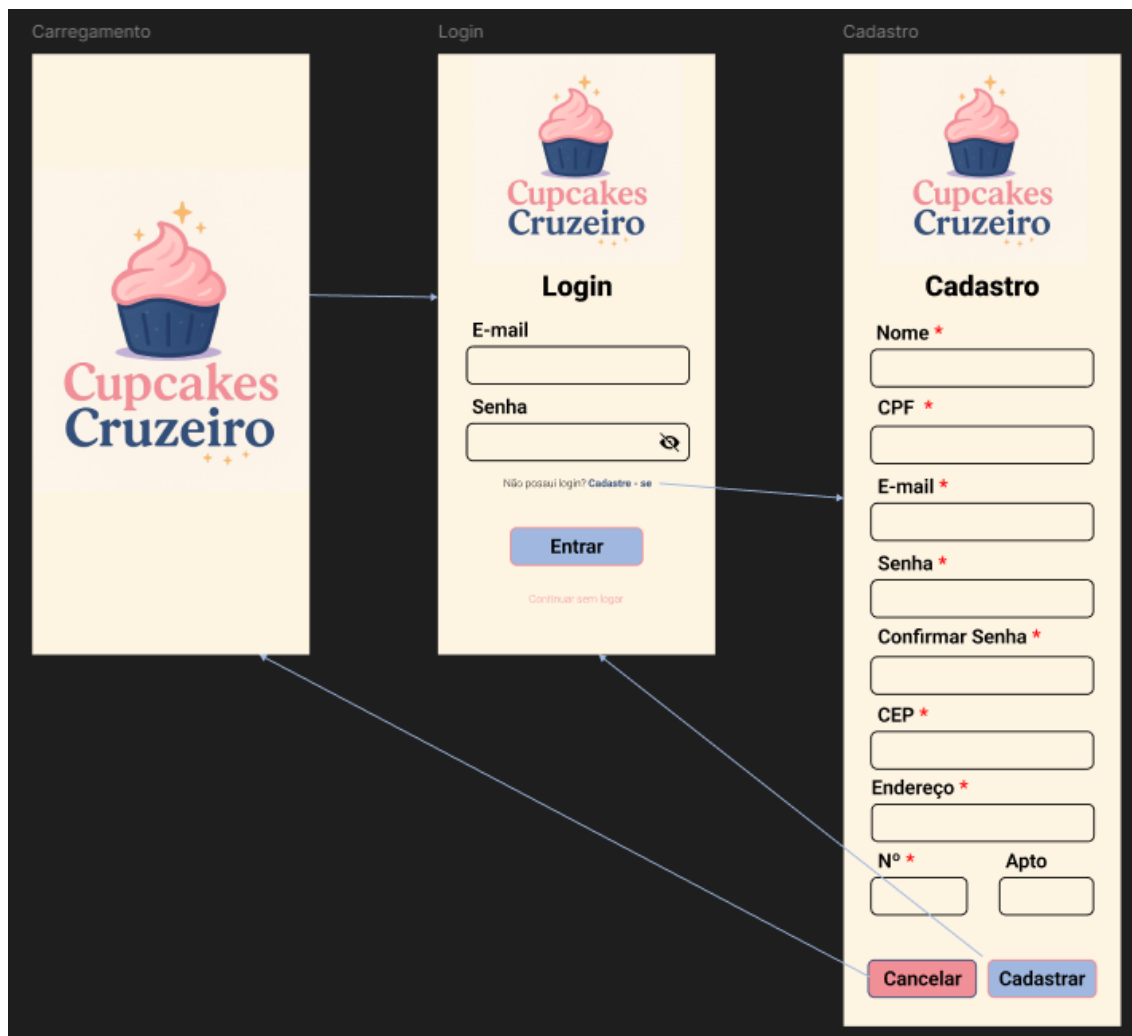 Carregamento
Cupcakes
Cruzeiro
Login
Cupcakes
Cruzeiro
Login
E-mail
Senha
Não possui login? Cadastre - se
Entrar
Continuar sem logar
Cadastro
Cupcakes
Cruzeiro
Cadastro
Nome *
CPF *
E-mail *
Senha *
Confirmar Senha *
CEP *
Endereço *
Nº * Apto
Cancelar Cadastrar